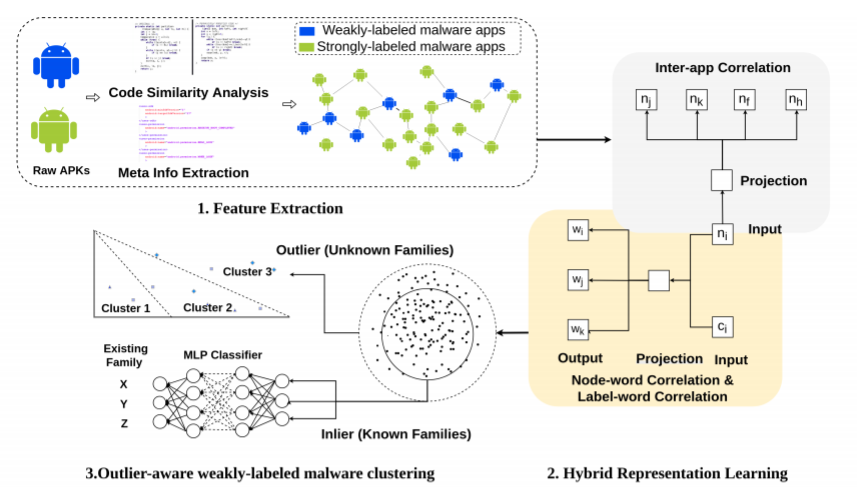 Weakly-labeled malware apps
Strongly-labeled malware apps
Code Similarity Analysis
Raw APKs
Meta Info Extraction
1. Feature Extraction
Inter-app Correlation
nj
nk
nf
nh
Projection
ni
Input
wi
wj
wk
ci
Output
Projection
Input
Node-word Correlation &
Label-word Correlation
2. Hybrid Representation Learning
Outlier (Unknown Families)
Cluster 3
Cluster 1
Cluster 2
Existing
Family
MLP Classifier
X
Y
Z
Inlier (Known Families)
3.Outlier-aware weakly-labeled malware clustering